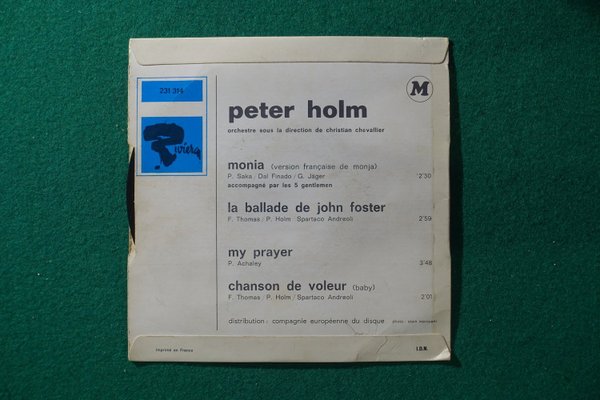 231 314
M
Riviera
peter holm
orchestre sous la direction de christian chevallier
monia (version française de monja)
P. Saka / Dal Finado / G. Jäger 2'30
accompagné par les 5 gentlemen
la ballade de john foster
F. Thomas / P. Holm / Spartaco Andreoli 2'59
my prayer
P. Achaley 3'48
chanson de voleur (baby)
F. Thomas / P. Holm / Spartaco Andreoli 2'01
distribution : compagnie européenne du disque photo :
Imprimé en France
I.D.N.